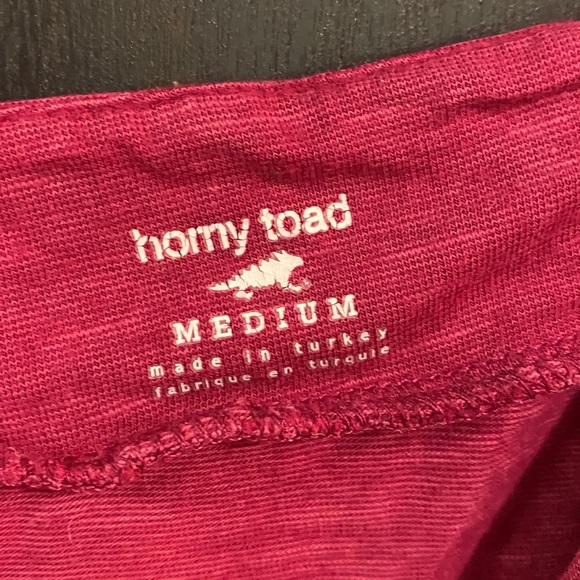 horny toad
MEDIUM
made in turkey
fabrique en turquie